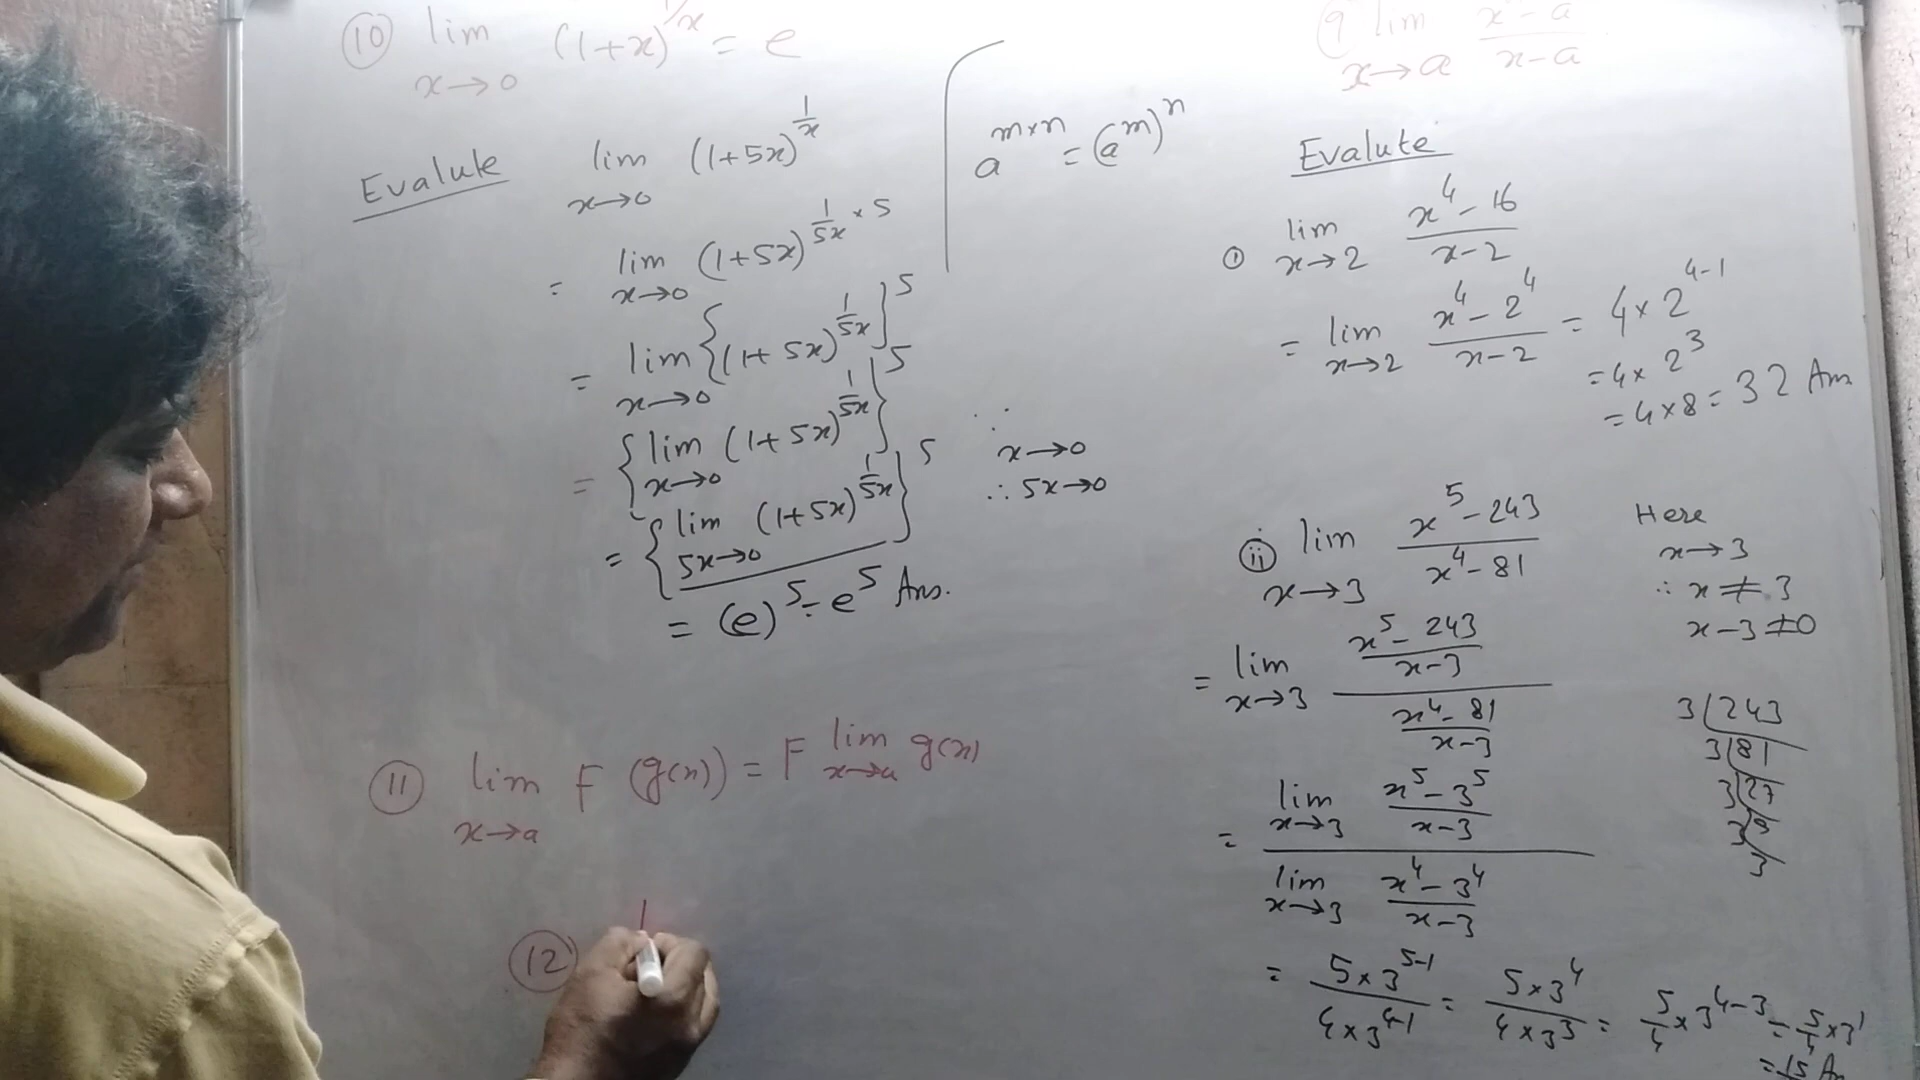 ⑩ lim x→0 (1+x)^1/x = e
Evalute lim x→0 (1+5x)^1/x
= lim x→0 (1+5x)^1/5x × 5
= lim x→0 {(1+5x)^1/5x}^5
= {lim x→0 (1+5x)^1/5x}^5
= {lim 5x→0 (1+5x)^1/5x}^5
= (e)^5 = e^5 Ans.
a^m×n = (a^m)^n
∵ x→0
∴ 5x→0
⑪ lim x→a F (g(x)) = F lim x→a g(x)
⑫
⑨ lim x→a
x-a
Evalute
① lim x→2 x^4-16 / x-2
= lim x→2 x^4-2^4 / x-2 = 4×2^4-1
= 4×2^3
= 4×8 = 32 Ans
ⅱ lim x→3 x^5-243 / x^4-81
Here
x→3
∴ x≠3
x-3≠0
= lim x→3 x^5-243 / x-3 / x^4-81 / x-3
= lim x→3 x^5-3^5 / x-3 / lim x→3 x^4-3^4 / x-3
3 243
3 81
3 27
3 9
3
= 5×3^5-1 / 4×3^4-1 = 5×3^4 / 4×3^3 = 5/4 × 3^4-3 = 5/4 × 3^1
= 15